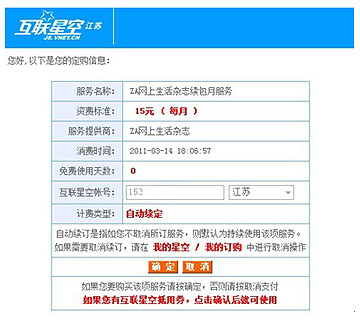 互联星空 江苏
JS.VNET.CN
您好,以下是您的定购信息:
服务名称: ZA网上生活杂志续包月服务
资费标准: 15元 ( 每月 )
服务提供商: ZA网上生活杂志
消费时间: 2011-03-14 18:06:57
免费使用天数: 0
互联星空帐号: 153 江苏
计费类型: 自动续定
自动续订是指如您不取消所订服务, 则默认为持续使用该项服务。
如果需要取消续订, 请在 我的星空 / 我的订购 中进行取消操作
确 定 取 消
如果您要购买该项服务请按确定, 否则请按取消支付
如果您有互联星空抵用券, 点击确认后就可使用